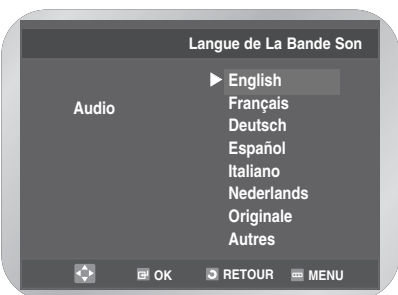 Langue de La Bande Son
Audio
English
Français
Deutsch
Español
Italiano
Nederlands
Originale
Autres
OK RETOUR MENU